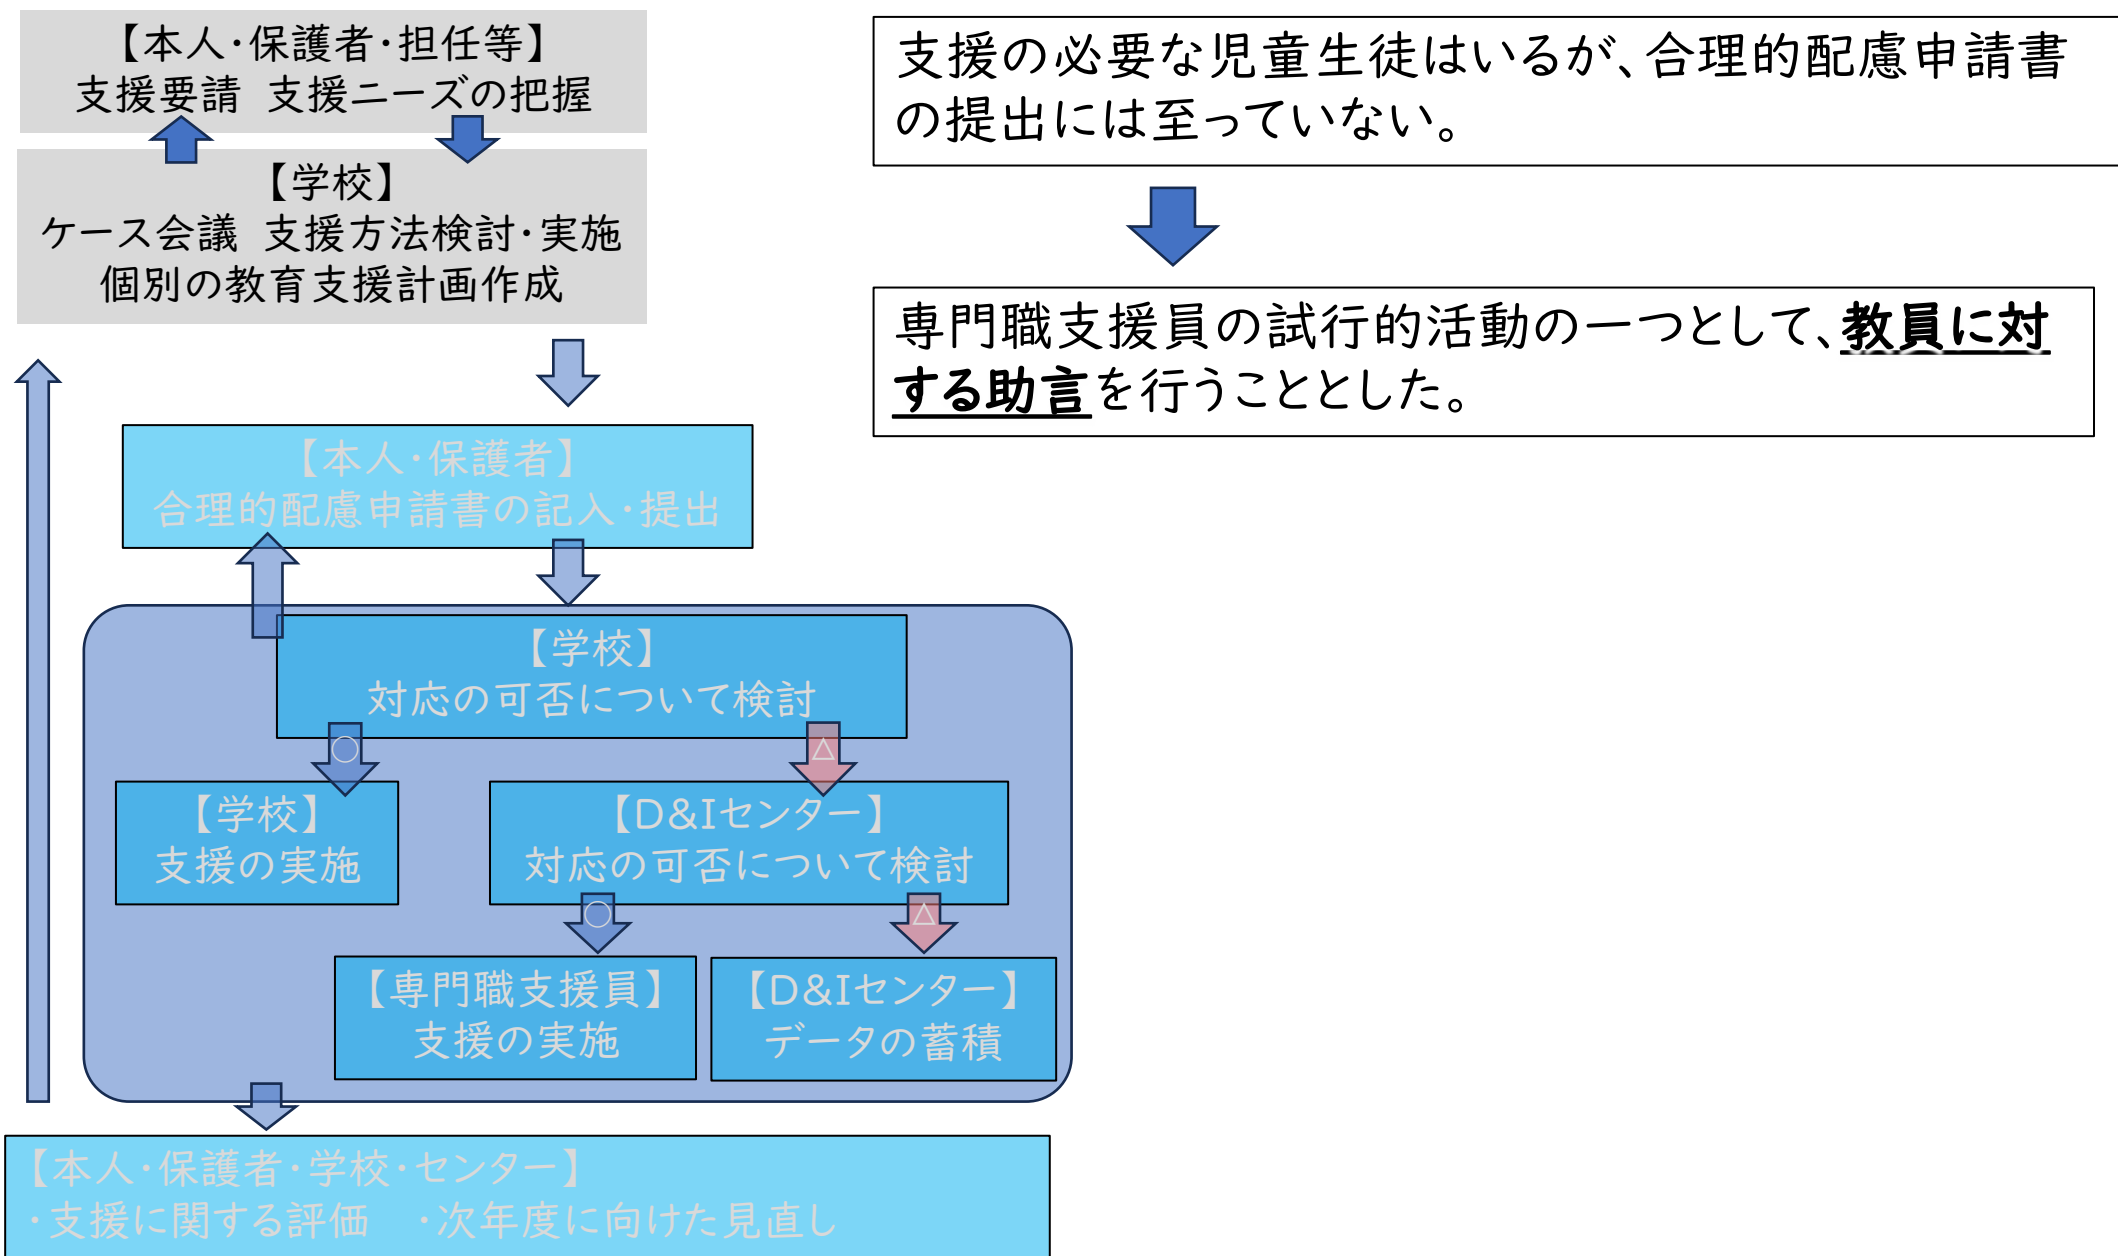 【本人・保護者・担任等】
支援要請 支援ニーズの把握
【学校】
ケース会議 支援方法検討・実施
個別の教育支援計画作成
【本人・保護者】
合理的配慮申請書の記入・提出
【学校】
対応の可否について検討
○
△
【学校】
支援の実施
【D&Iセンター】
対応の可否について検討
○
△
【専門職支援員】
支援の実施
【D&Iセンター】
データの蓄積
【本人・保護者・学校・センター】
・支援に関する評価 ・次年度に向けた見直し
支援の必要な児童生徒はいるが、合理的配慮申請書
の提出には至っていない。
専門職支援員の試行的活動の一つとして、教員に対
する助言を行うこととした。